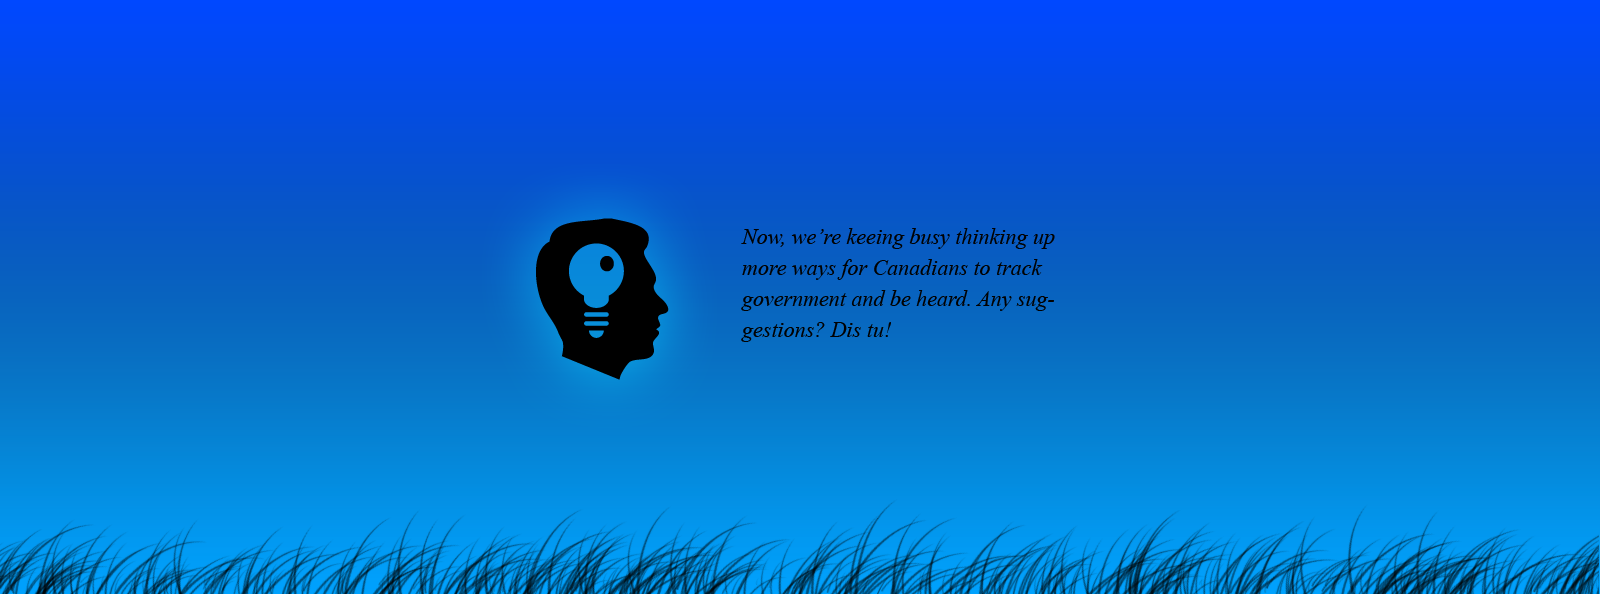 Now, we’re keeing busy thinking up
more ways for Canadians to track
government and be heard. Any sug-
gestions? Dis tu!